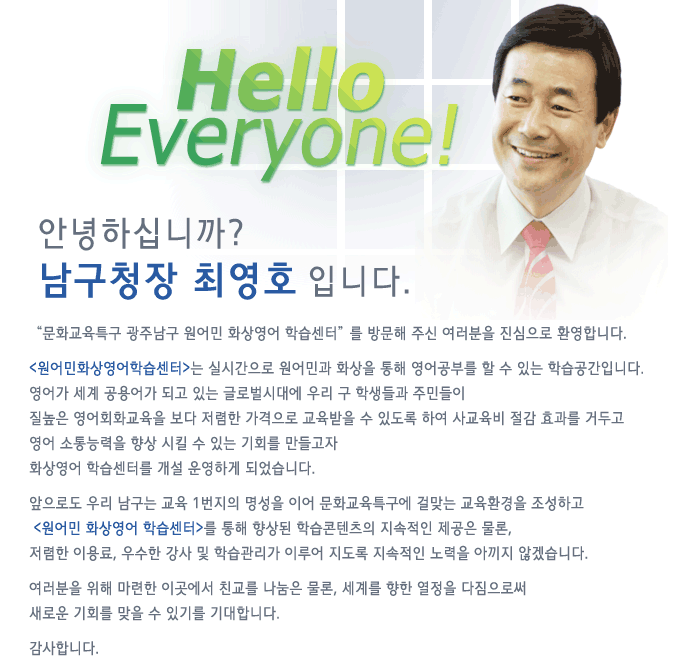 Hello
Everyone!
안녕하십니까?
남구청장 최영호 입니다.
“문화교육특구 광주남구 원어민 화상영어 학습센터” 를 방문해 주신 여러분을 진심으로 환영합니다.
<원어민화상영어학습센터>는 실시간으로 원어민과 화상을 통해 영어공부를 할 수 있는 학습공간입니다.
영어가 세계 공용어가 되고 있는 글로벌시대에 우리 구 학생들과 주민들이
질높은 영어회화교육을 보다 저렴한 가격으로 교육받을 수 있도록 하여 사교육비 절감 효과를 거두고
영어 소통능력을 향상 시킬 수 있는 기회를 만들고자
화상영어 학습센터를 개설 운영하게 되었습니다.
앞으로도 우리 남구는 교육 1번지의 명성을 이어 문화교육특구에 걸맞는 교육환경을 조성하고
<원어민 화상영어 학습센터>를 통해 향상된 학습콘텐츠의 지속적인 제공은 물론,
저렴한 이용료, 우수한 강사 및 학습관리가 이루어 지도록 지속적인 노력을 아끼지 않겠습니다.
여러분을 위해 마련한 이곳에서 친교를 나눔은 물론, 세계를 향한 열정을 다짐으로써
새로운 기회를 맞을 수 있기를 기대합니다.
감사합니다.